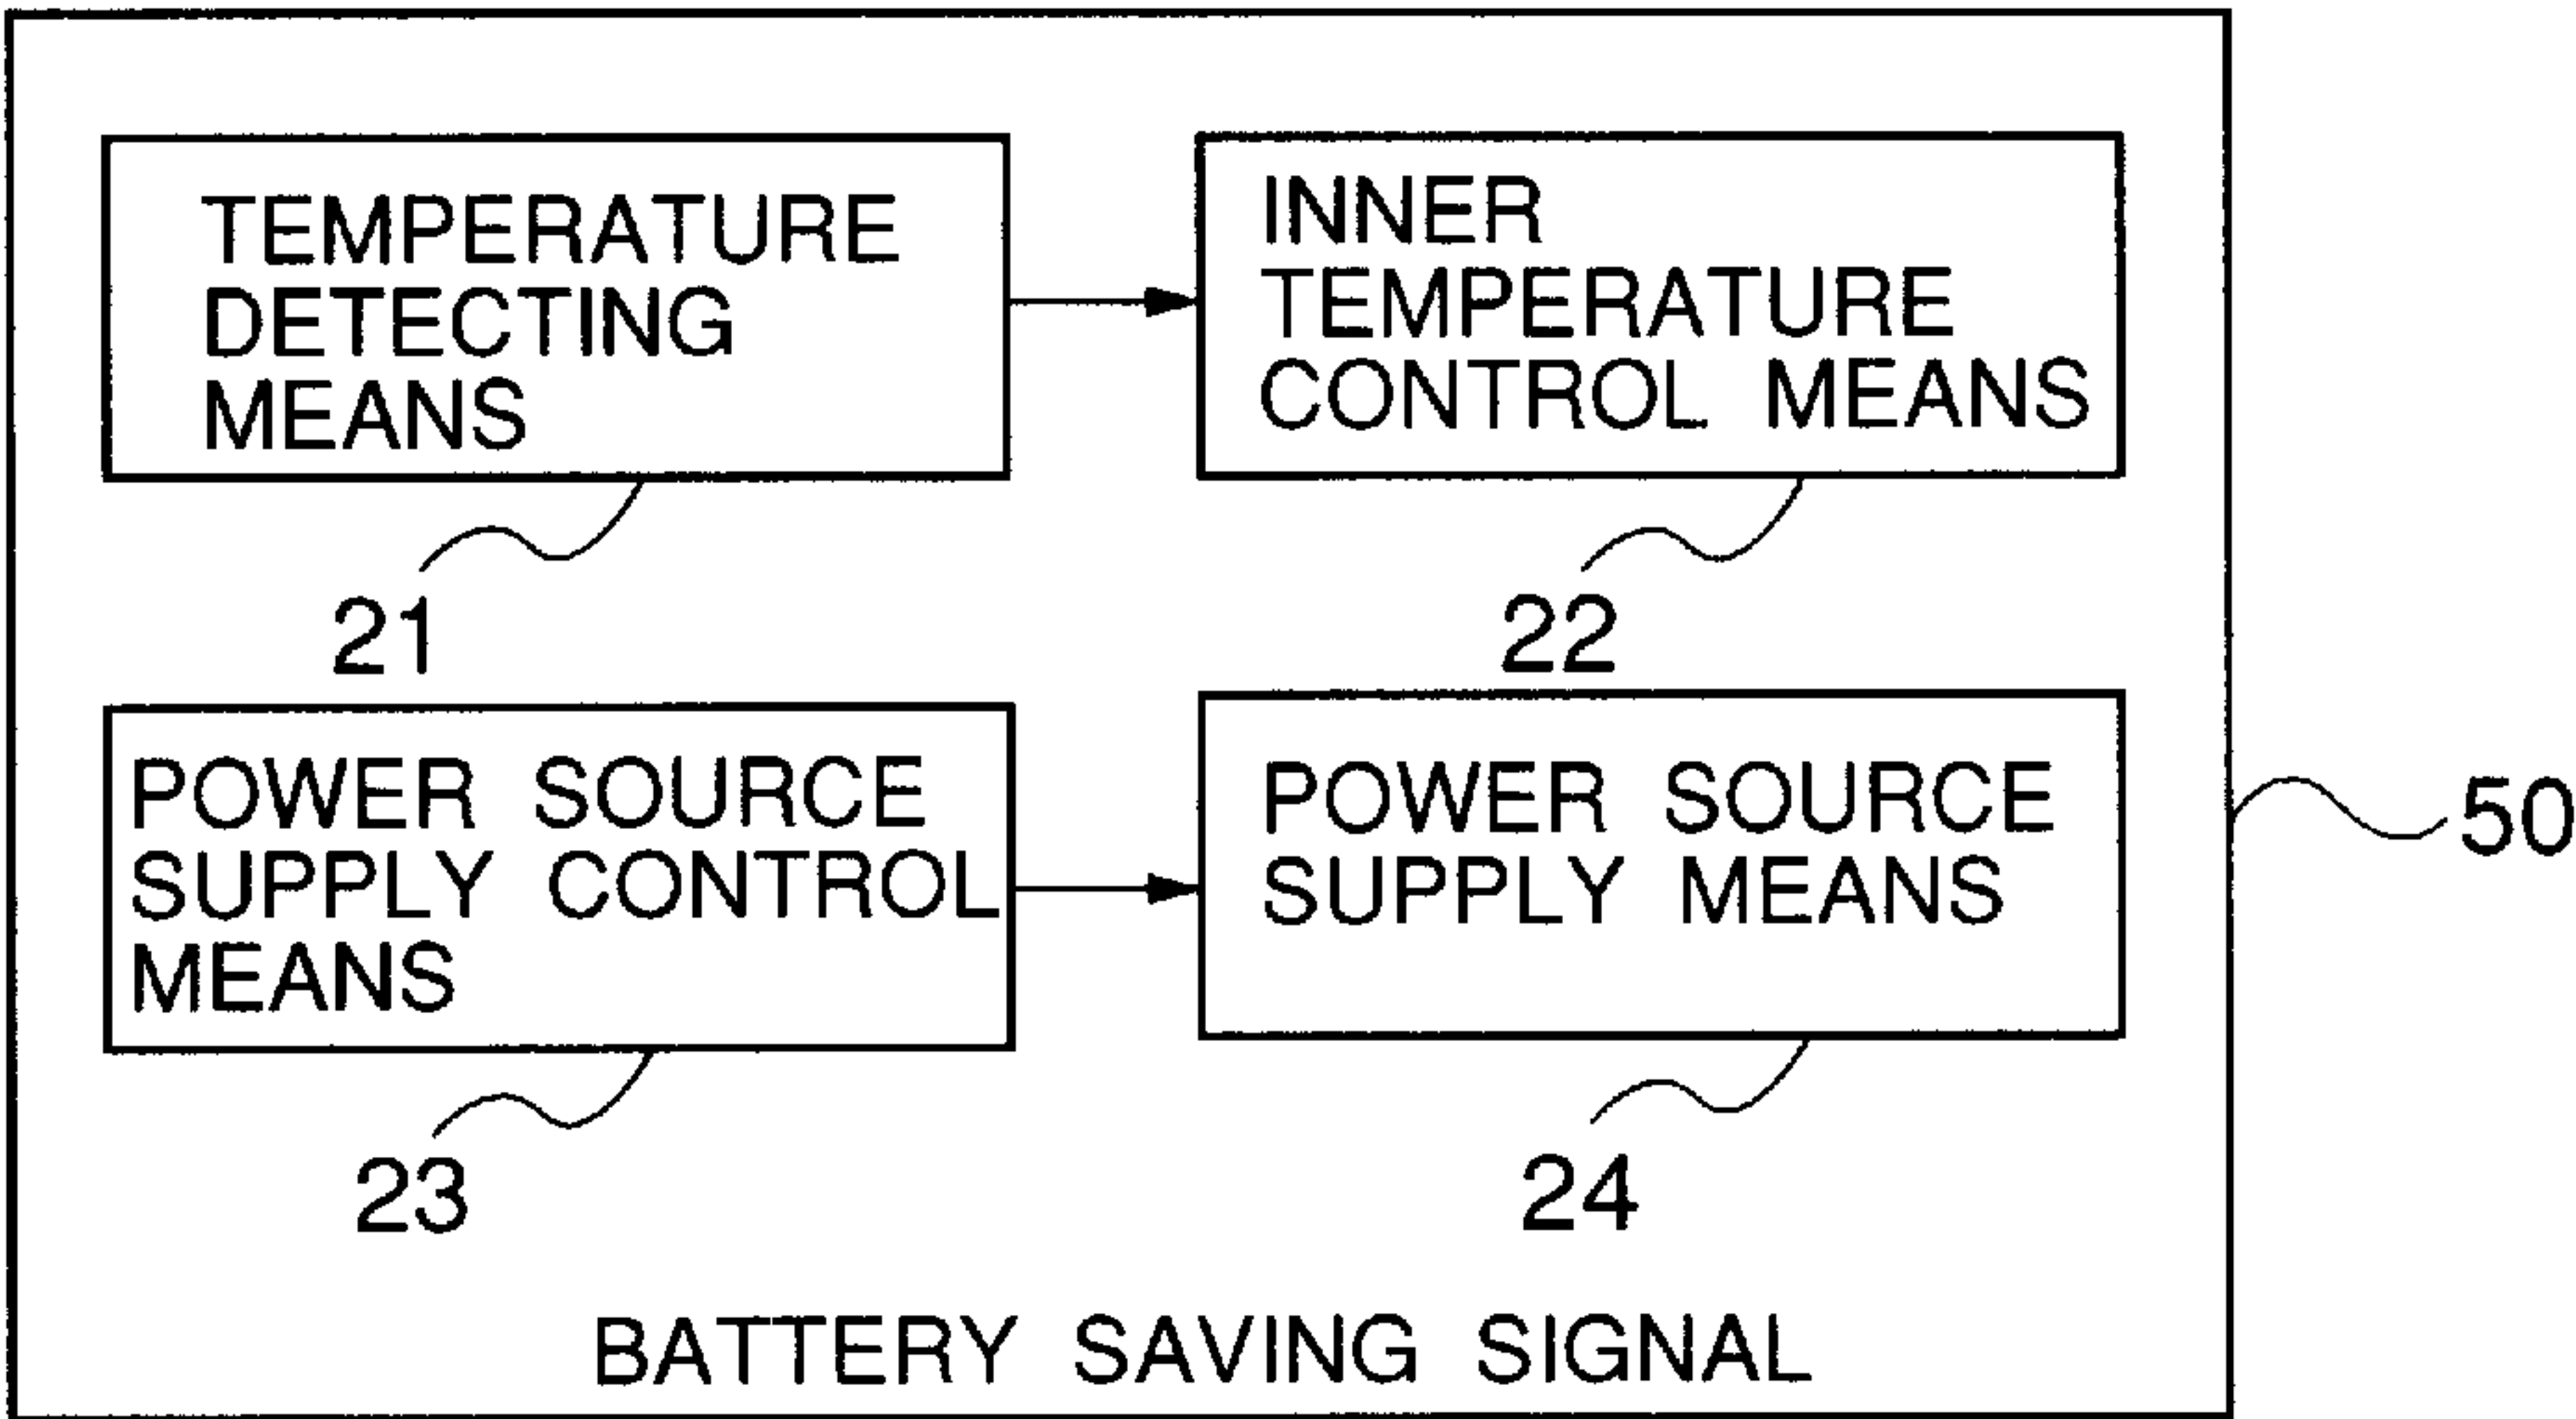 TEMPERATURE
DETECTING
MEANS
INNER
TEMPERATURE
CONTROL MEANS
21
22
POWER SOURCE
SUPPLY CONTROL
MEANS
POWER SOURCE
SUPPLY MEANS
50
23
24
BATTERY SAVING SIGNAL